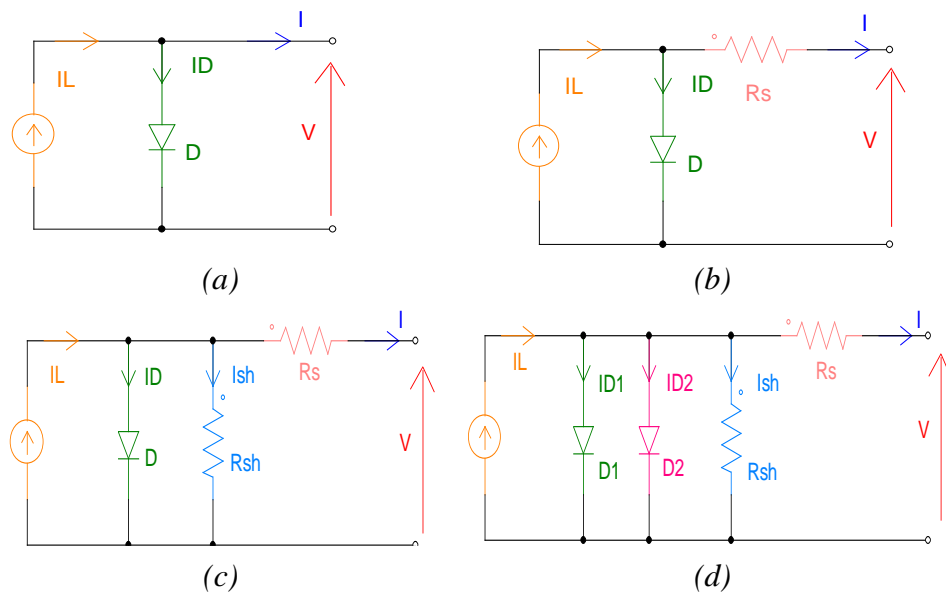 I
IL
ID
V
D
(a)
I
IL
ID
Rs
V
D
(b)
I
IL
ID
Ish
Rs
V
D
Rsh
(c)
I
IL
ID1
ID2
Ish
Rs
V
D1
D2
Rsh
(d)